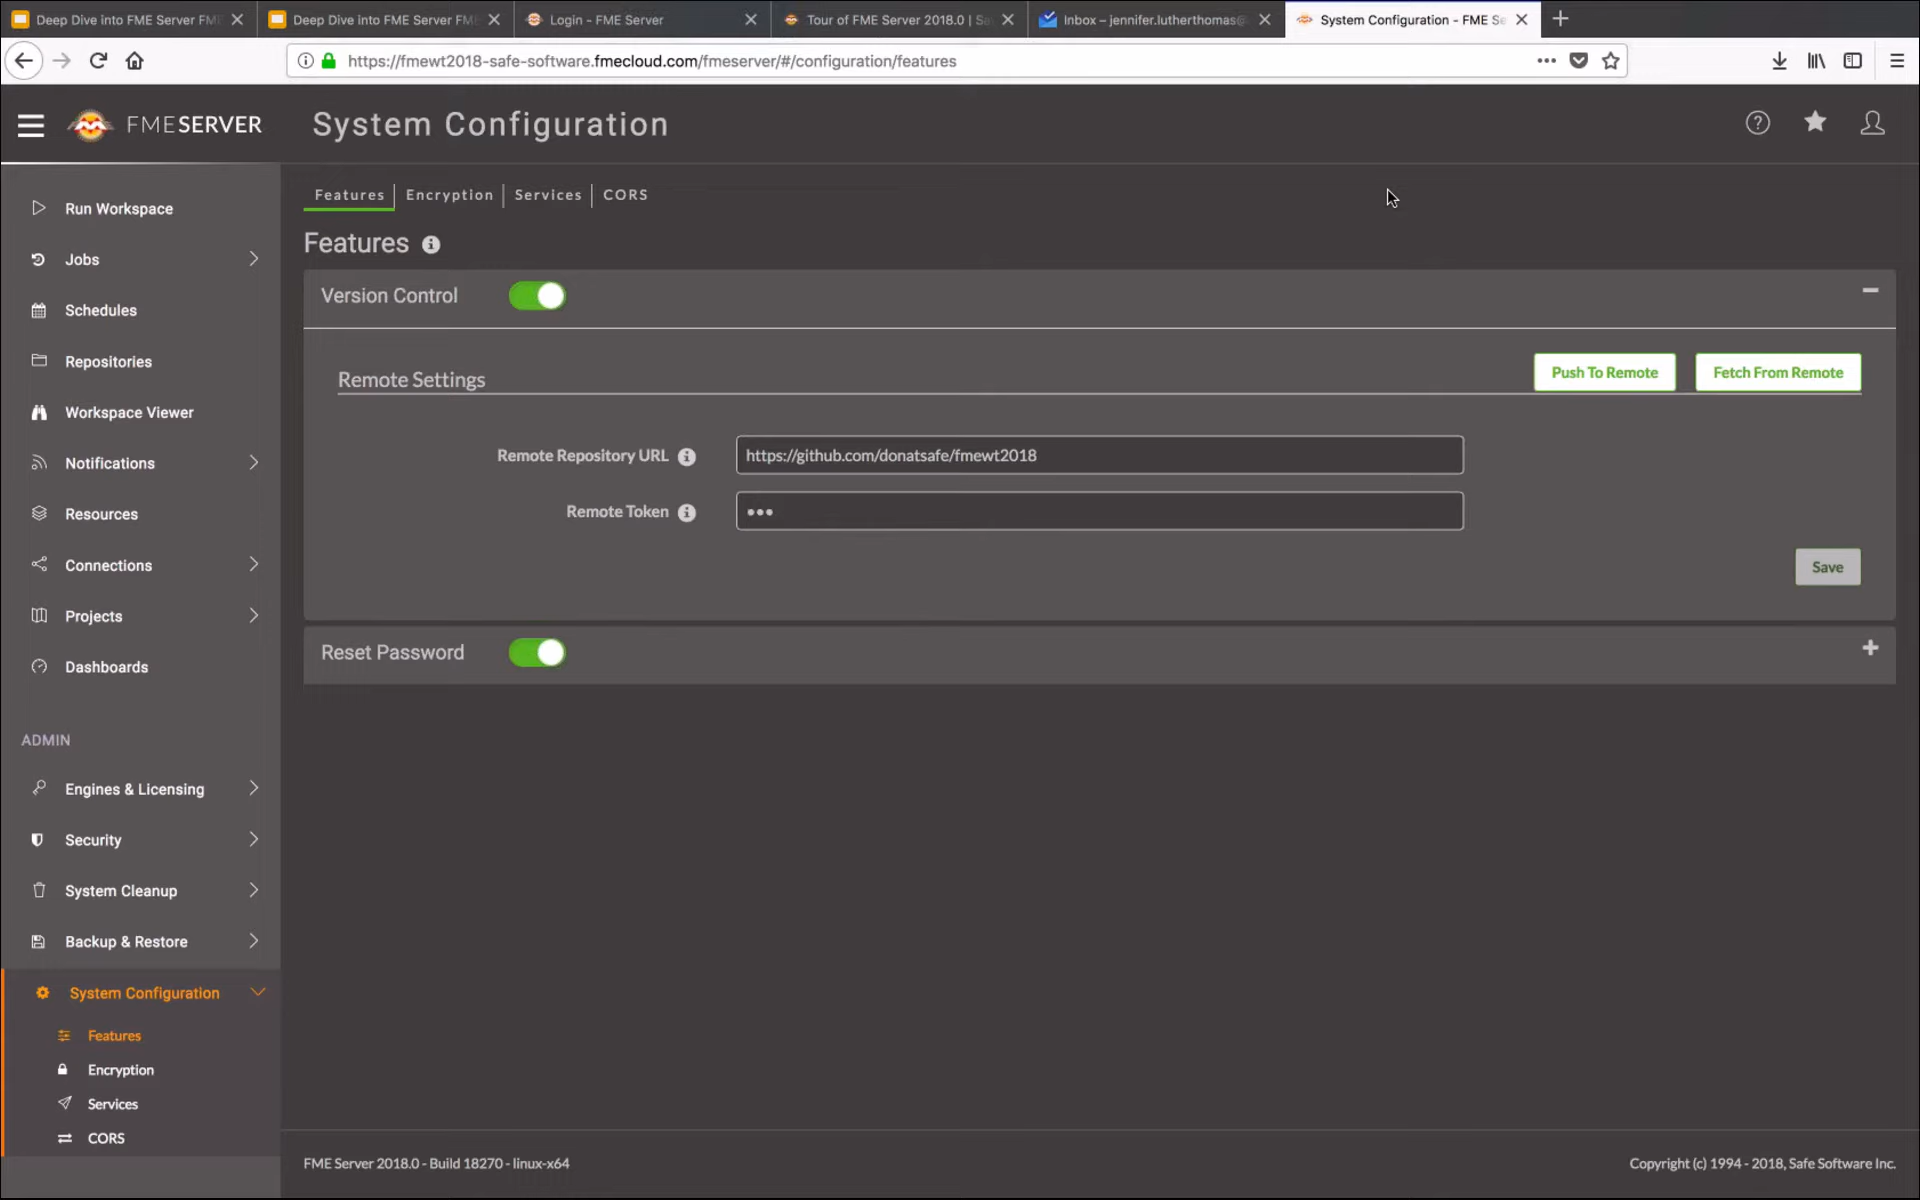 Deep Dive into FME Server FM
Deep Dive into FME Server FM
Login - FME Server
Tour of FME Server 2018.0 | Sa
Inbox – jennifer.lutherthomas@
System Configuration - FME Se
https://fmewt2018-safe-software.fmecloud.com/fmeserver/#/configuration/features
FMESERVER
System Configuration
Run Workspace
Jobs
Schedules
Repositories
Workspace Viewer
Notifications
Resources
Connections
Projects
Dashboards
ADMIN
Engines & Licensing
Security
System Cleanup
Backup & Restore
System Configuration
Features
Encryption
Services
CORS
Features
Encryption
Services
CORS
Features
Version Control
Remote Settings
Push To Remote
Fetch From Remote
Remote Repository URL
https://github.com/donatsafe/fmewt2018
Remote Token
•••
Save
Reset Password
FME Server 2018.0 - Build 18270 - linux-x64
Copyright (c) 1994 - 2018, Safe Software Inc.